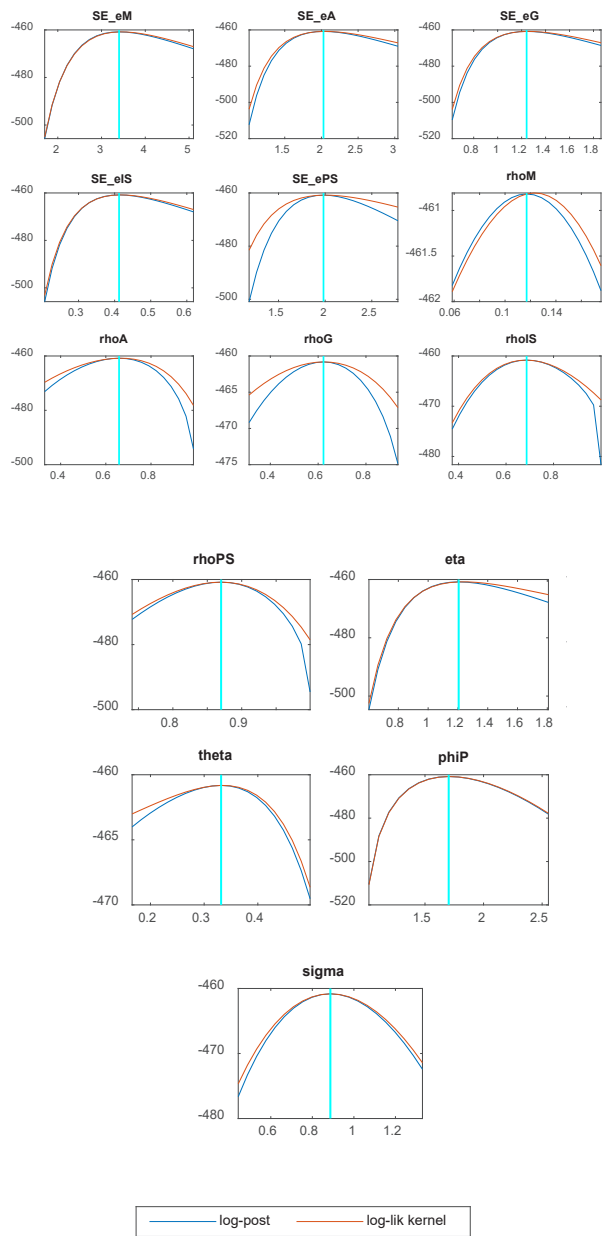 SE_eM
SE_eA
SE_eG
-460
-480
-500
2 3 4 5
-460
-480
-500
-520
1.5 2 2.5 3
-460
-480
-500
-520
0.8 1 1.2 1.4 1.6 1.8
SE_eIS
SE_ePS
rhoM
-460
-480
-500
0.3 0.4 0.5 0.6
-460
-480
-500
1.5 2 2.5
-461
-461.5
-462
0.06 0.1 0.14
rhoA
rhoG
rhoIS
-460
-480
-500
0.4 0.6 0.8
-460
-465
-470
-475
0.4 0.6 0.8
-460
-470
-480
0.4 0.6 0.8
rhoPS
eta
-460
-480
-500
0.8 0.9
-460
-480
-500
0.8 1 1.2 1.4 1.6 1.8
theta
phiP
-460
-465
-470
0.2 0.3 0.4
-460
-480
-500
-520
1.5 2 2.5
sigma
-460
-470
-480
0.6 0.8 1 1.2
log-post log-lik kernel